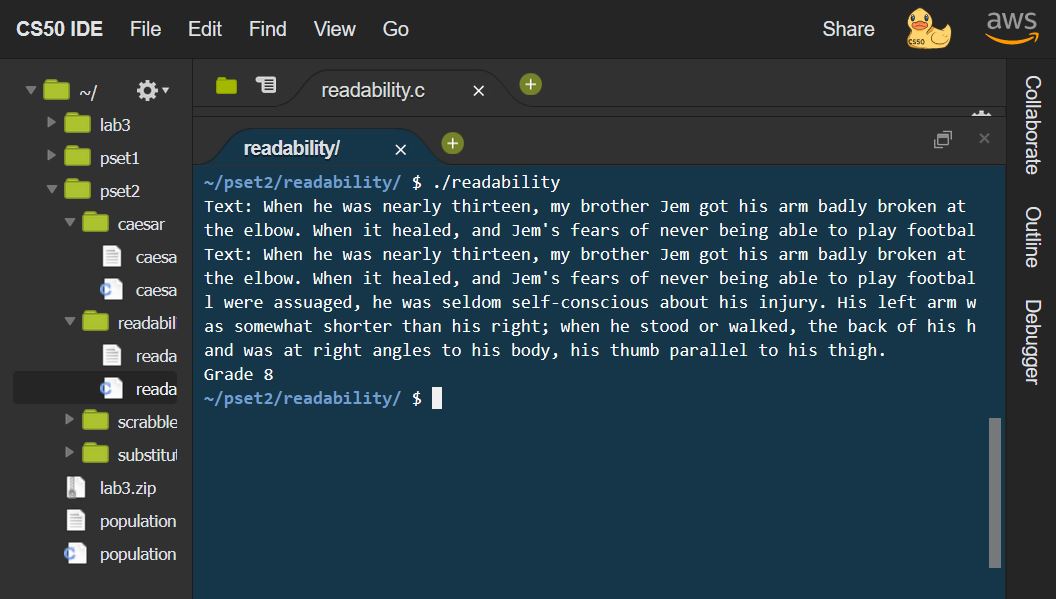 CS50 IDE File Edit Find View Go Share CS50 aws
~/
lab3
pset1
pset2
caesar
caesa
caesa
readabil
reada
reada
scrabble
substitut
lab3.zip
population
population
readability.c
readability/
~/pset2/readability/ $ ./readability
Text: When he was nearly thirteen, my brother Jem got his arm badly broken at
the elbow. When it healed, and Jem's fears of never being able to play footbal
Text: When he was nearly thirteen, my brother Jem got his arm badly broken at
the elbow. When it healed, and Jem's fears of never being able to play footbal
l were assuaged, he was seldom self-conscious about his injury. His left arm w
as somewhat shorter than his right; when he stood or walked, the back of his h
and was at right angles to his body, his thumb parallel to his thigh.
Grade 8
~/pset2/readability/ $
Collaborate
Outline
Debugger